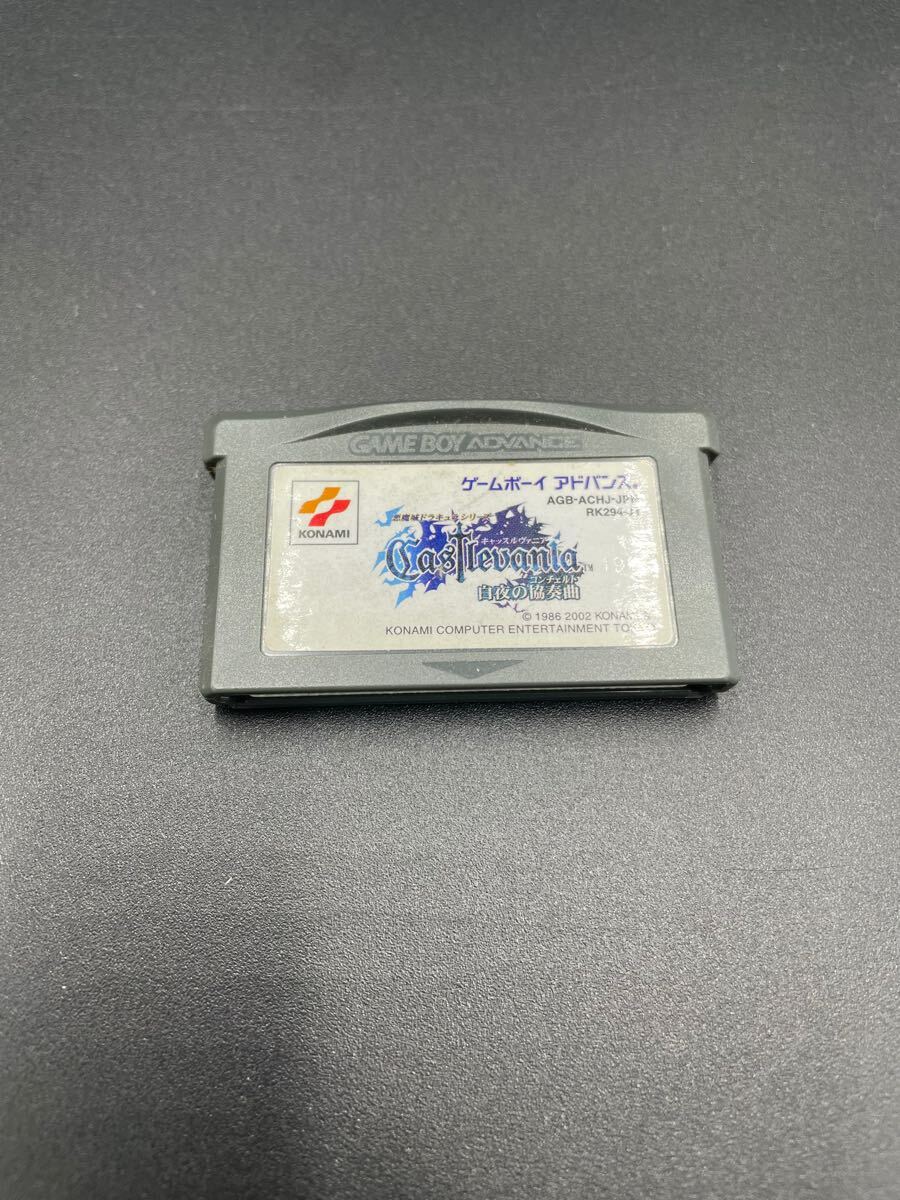 GAME BOY ADVANCE
ゲームボーイ アドバンス®
AGB-ACHJ-JPN
RK294-J1
KONAMI
悪魔城ドラキュラシリーズ
キャッスルヴァニア
Castlevania™
コンチェルト
白夜の協奏曲
© 1986 2002 KONAMI &
KONAMI COMPUTER ENTERTAINMENT